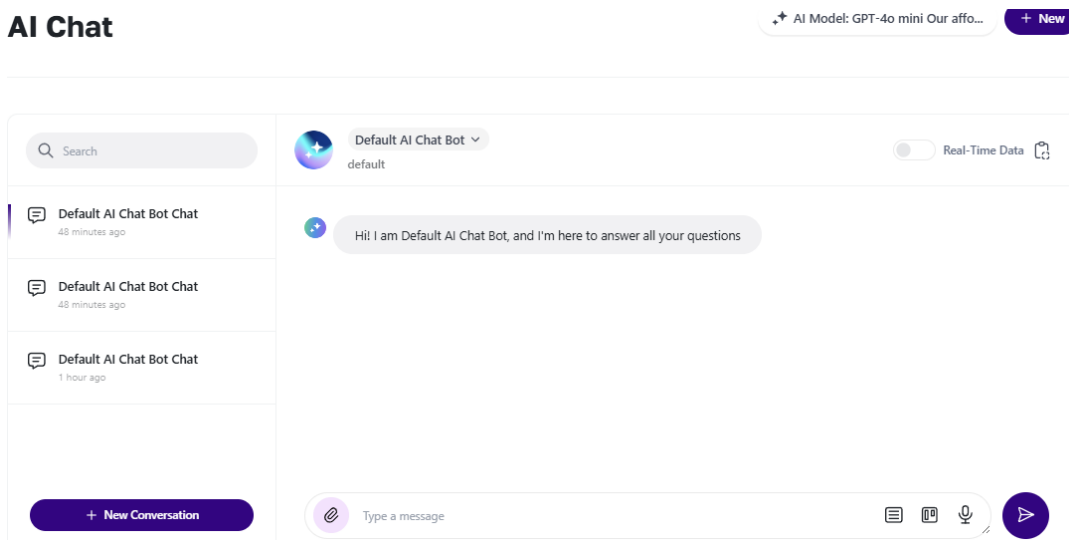 AI Chat
AI Model: GPT-4o mini Our affo...
+ New
Search
Default AI Chat Bot
default
Real-Time Data
Default AI Chat Bot Chat
48 minutes ago
Default AI Chat Bot Chat
48 minutes ago
Default AI Chat Bot Chat
1 hour ago
Hi! I am Default AI Chat Bot, and I'm here to answer all your questions
+ New Conversation
Type a message